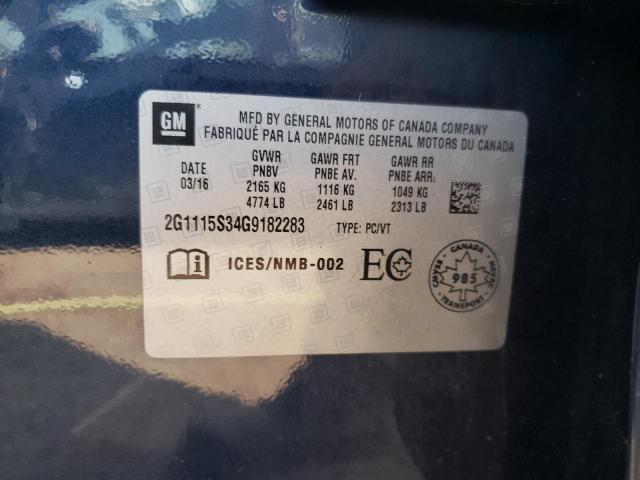 GM
MFD BY GENERAL MOTORS OF CANADA COMPANY
FABRIQUÉ PAR LA COMPAGNIE GENERAL MOTORS DU CANADA
DATE
03/16
GVWR
PNBV
2165 KG
4774 LB
GAWR FRT
PNBE AV.
1116 KG
2461 LB
GAWR RR
PNBE ARR:
1049 KG
2313 LB
2G1115S34G9182283 TYPE: PC/VT
i ICES/NMB-002 EC
CANADA
CMVSS NSVAC
985
TRANSPORT